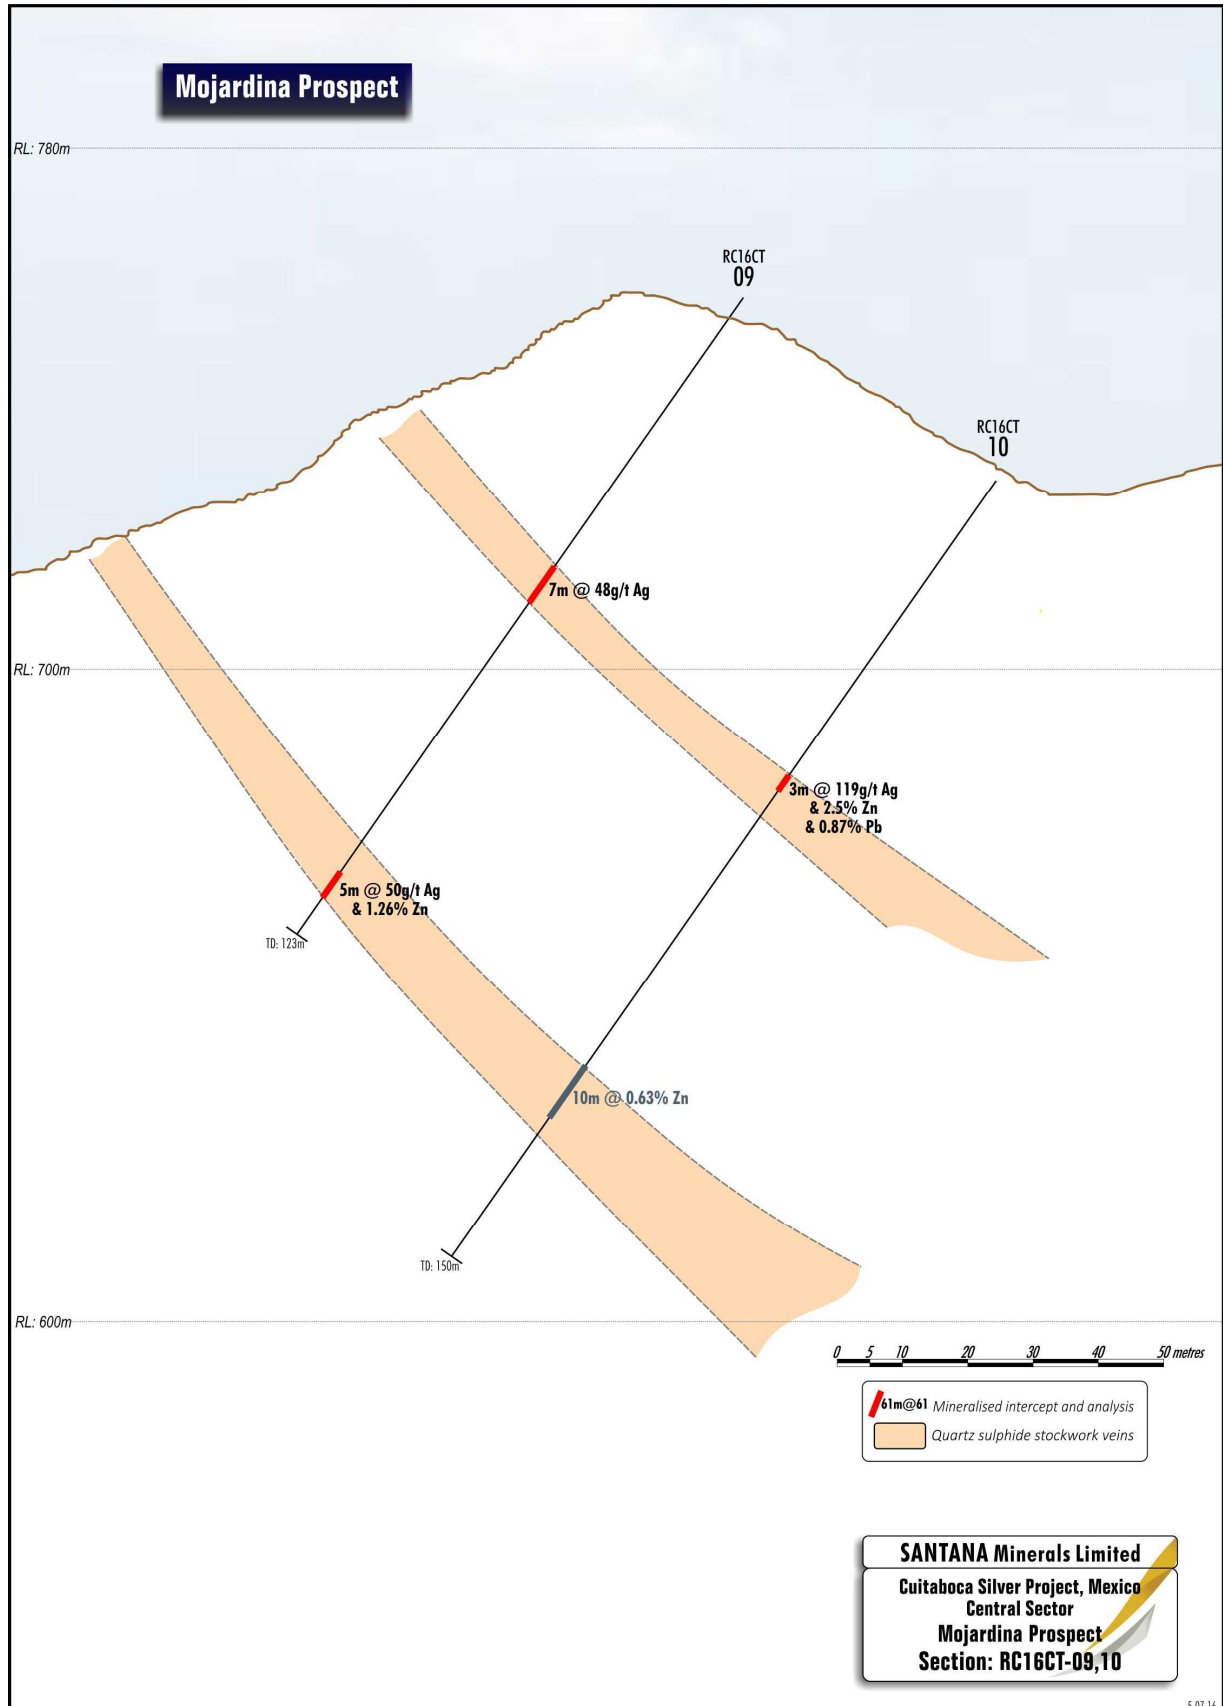 Mojardina Prospect
RL: 780m
RC16CT
09
RC16CT
10
7m @ 48g/t Ag
RL: 700m
3m @ 119g/t Ag
& 2.5% Zn
& 0.87% Pb
5m @ 50g/t Ag
& 1.26% Zn
TD: 123m
10m @ 0.63% Zn
TD: 150m
RL: 600m
0 5 10 20 30 40 50 metres
61m@61 Mineralised intercept and analysis
Quartz sulphide stockwork veins
SANTANA Minerals Limited
Cuitaboca Silver Project, Mexico
Central Sector
Mojardina Prospect
Section: RC16CT-09,10